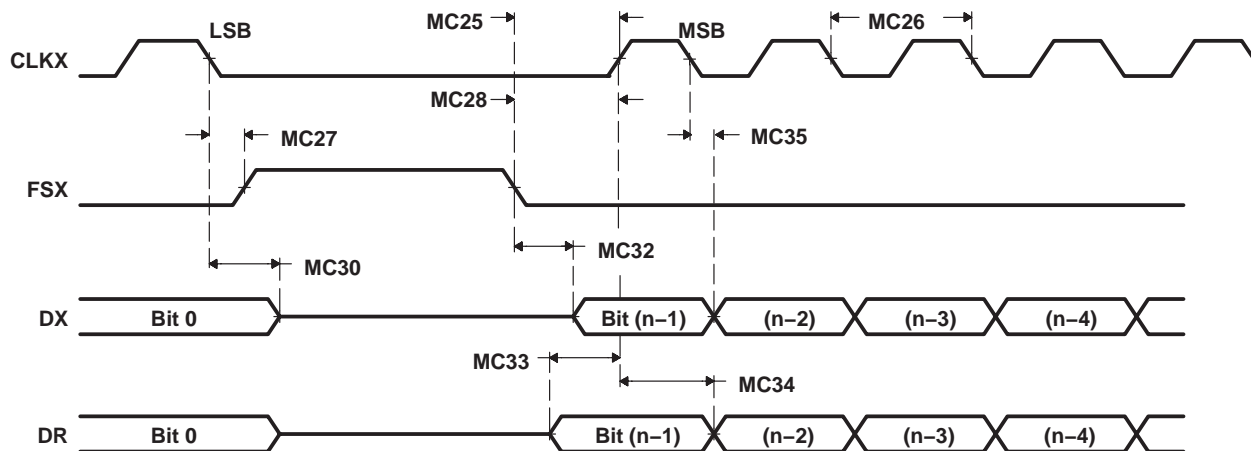 LSB
MC25
MSB
MC26
CLKX
MC28
MC27
MC35
FSX
MC30
MC32
DX
Bit 0
Bit (n−1)
(n−2)
(n−3)
(n−4)
MC33
MC34
DR
Bit 0
Bit (n−1)
(n−2)
(n−3)
(n−4)